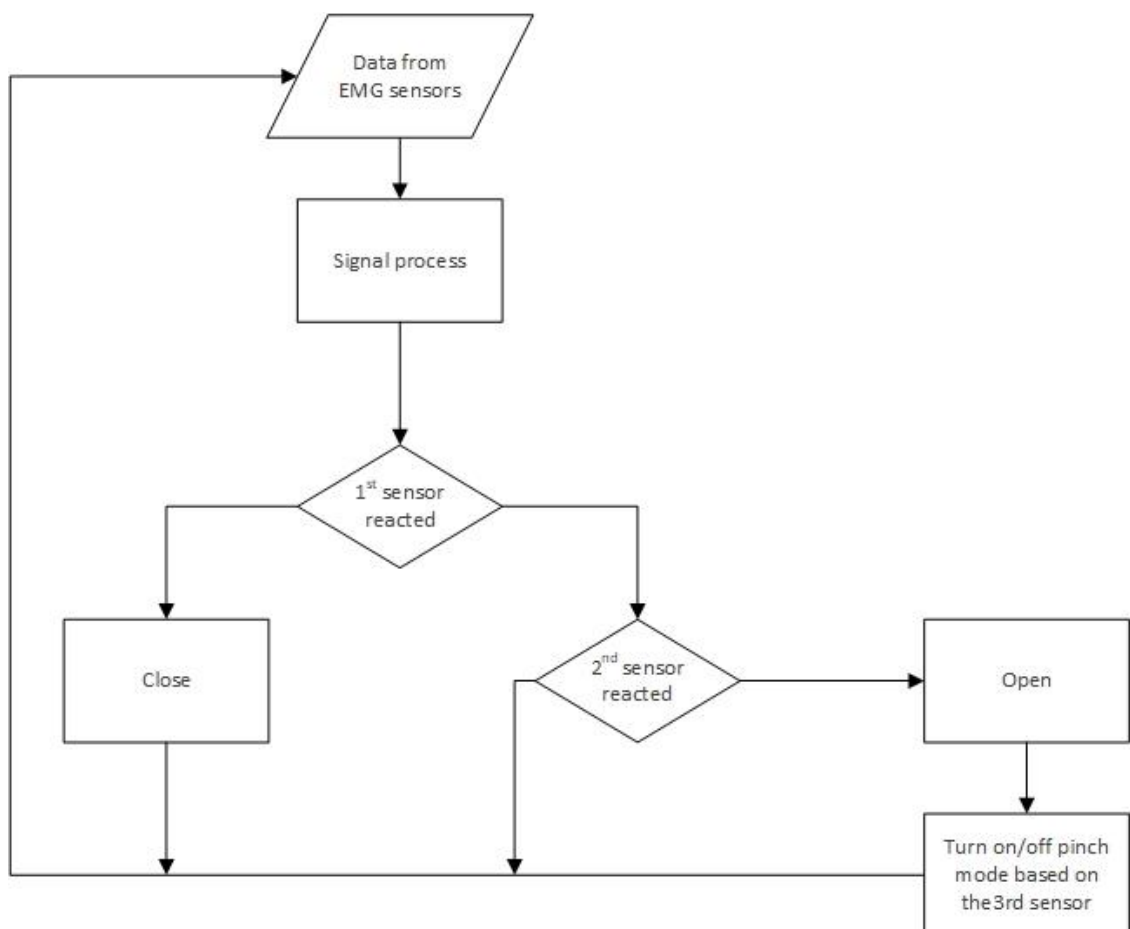 Data from
EMG sensors
Signal process
1st sensor
reacted
Close
2nd sensor
reacted
Open
Turn on/off pinch
mode based on
the3rd sensor